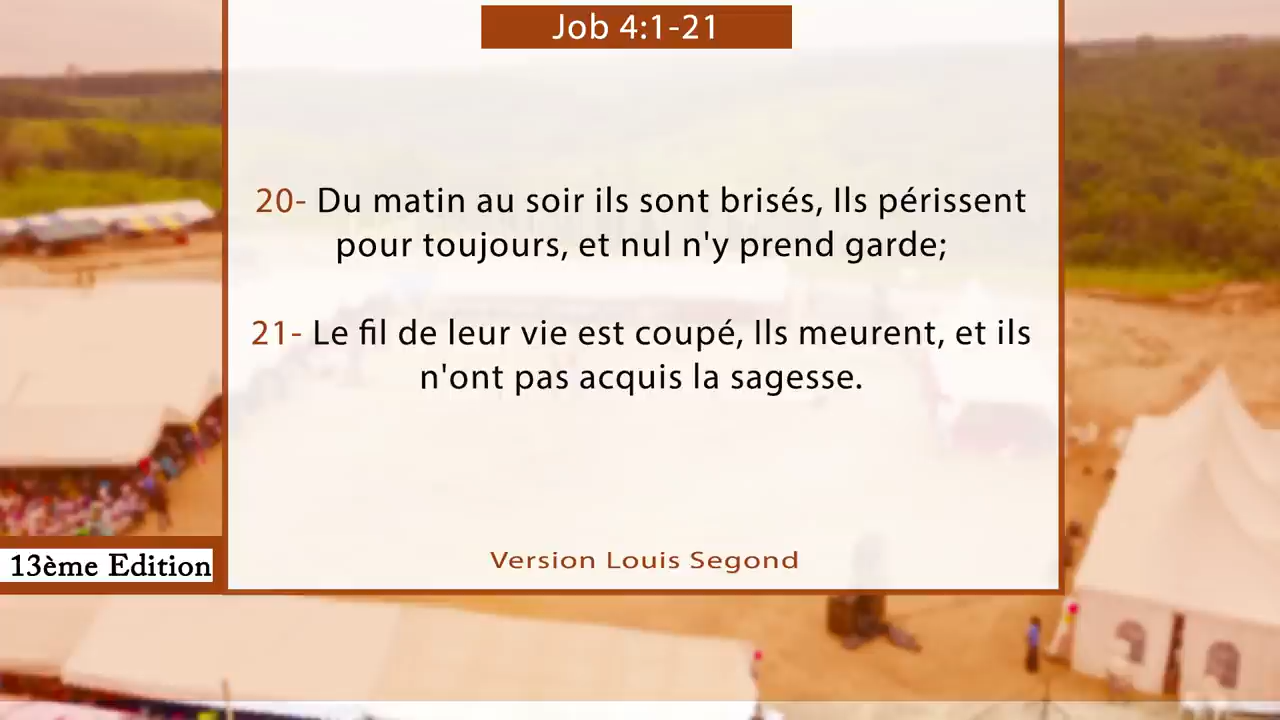 Job 4:1-21
20- Du matin au soir ils sont brisés, Ils périssent
pour toujours, et nul n'y prend garde;
21- Le fil de leur vie est coupé, Ils meurent, et ils
n'ont pas acquis la sagesse.
Version Louis Segond
13ème Edition